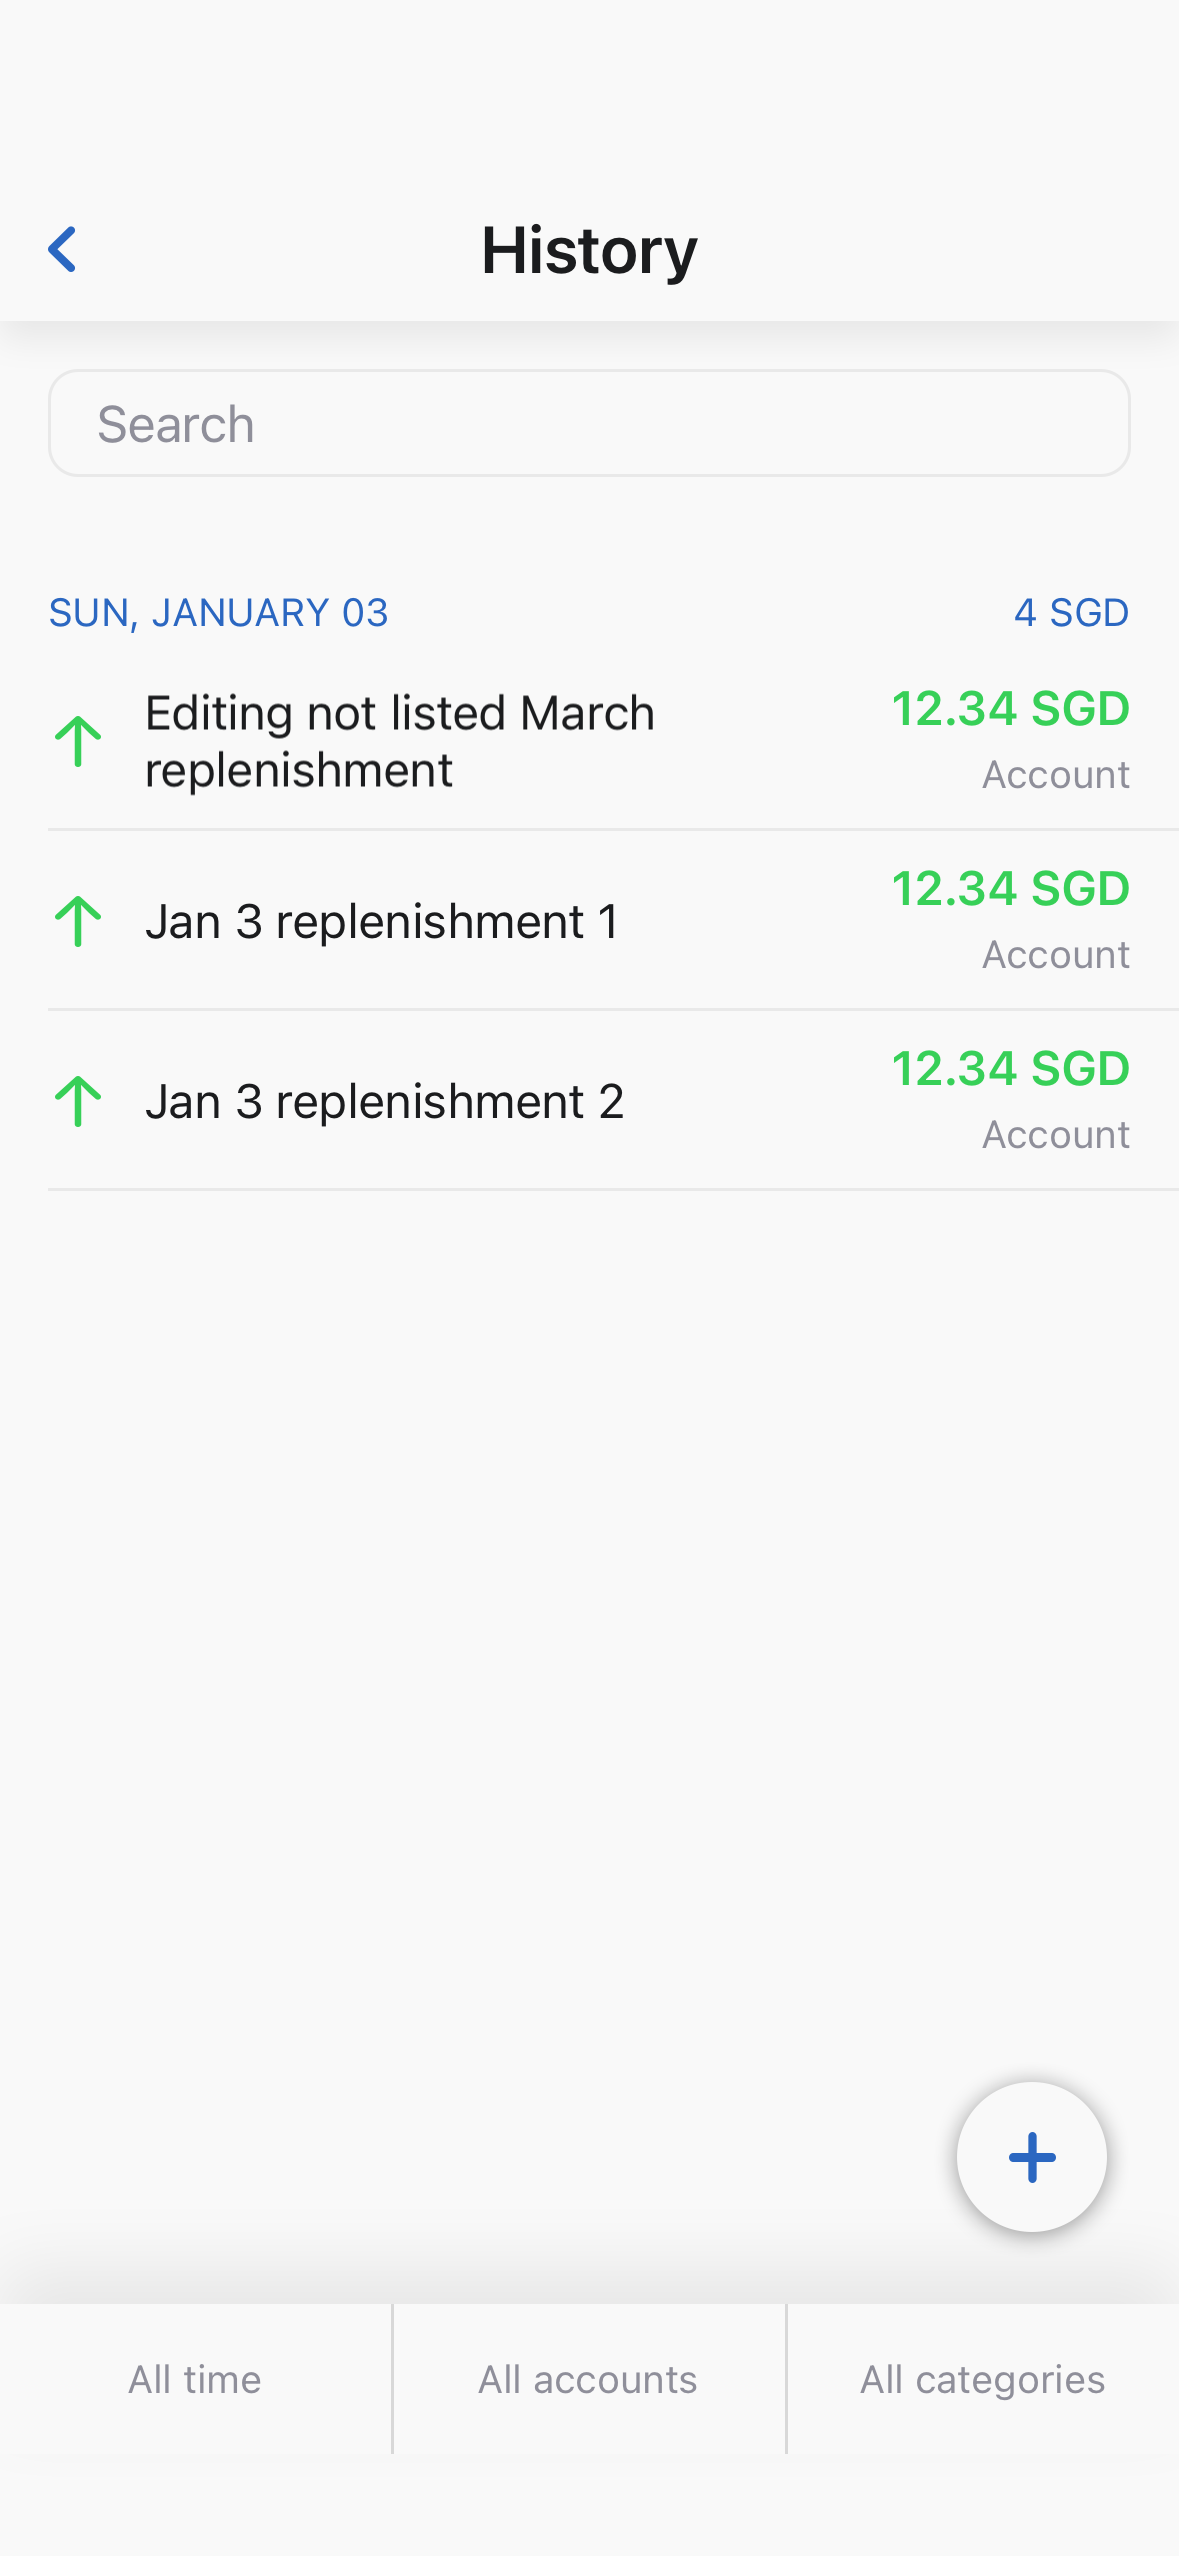 History
Search
SUN, JANUARY 03 4 SGD
Editing not listed March
replenishment
12.34 SGD
Account
Jan 3 replenishment 1
12.34 SGD
Account
Jan 3 replenishment 2
12.34 SGD
Account
All time All accounts All categories